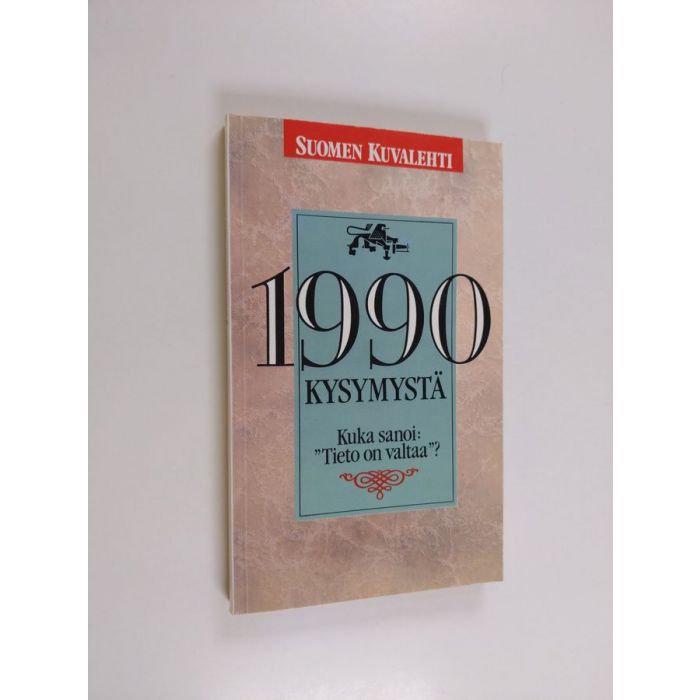 SUOMEN KUVALEHTI
1990
KYSYMYSTÄ
Kuka sanoi:
"Tieto on valtaa"?